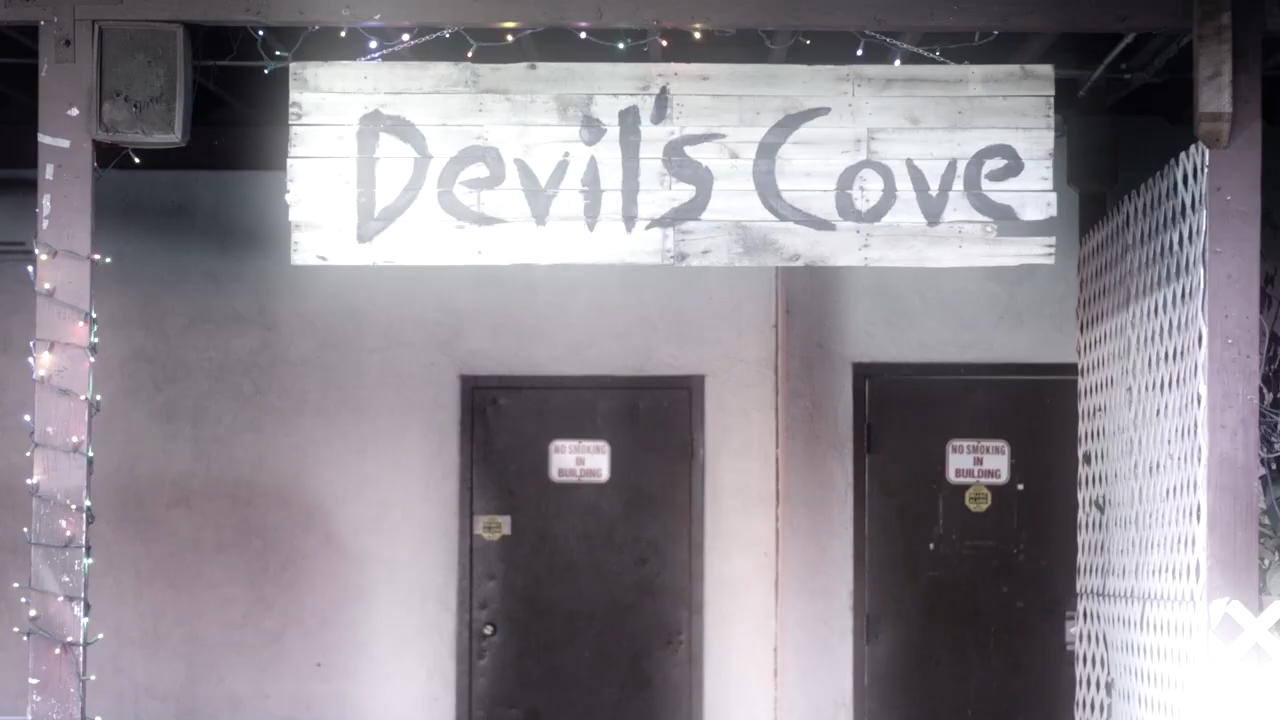 Devil's Cove
NO SMOKING
IN
BUILDING
NO SMOKING
IN
BUILDING